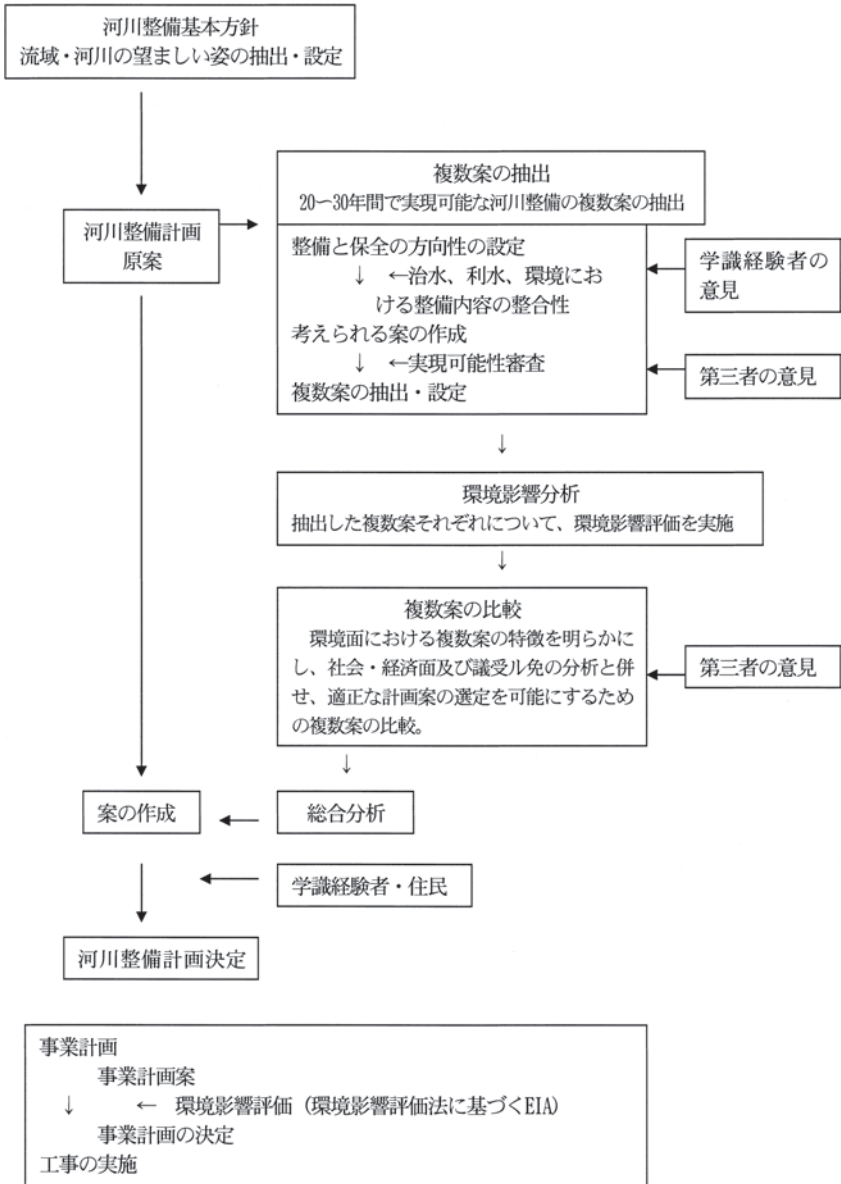 河川整備基本方針
流域・河川の望ましい姿の抽出・設定
複数案の抽出
20〜30年間で実現可能な河川整備の複数案の抽出
河川整備計画
原案
整備と保全の方向性の設定
↓ ←治水、利水、環境にお
ける整備内容の整合性
考えられる案の作成
↓ ←実現可能性審査
複数案の抽出・設定
学識経験者の
意見
第三者の意見
↓
環境影響分析
抽出した複数案それぞれについて、環境影響評価を実施
↓
複数案の比較
環境面における複数案の特徴を明らかに
し、社会・経済面及び議受ル免の分析と併
せ、適正な計画案の選定を可能にするため
の複数案の比較。
第三者の意見
↓
案の作成
総合分析
学識経験者・住民
河川整備計画決定
事業計画
事業計画案
↓ ← 環境影響評価（環境影響評価法に基づくEIA）
事業計画の決定
工事の実施